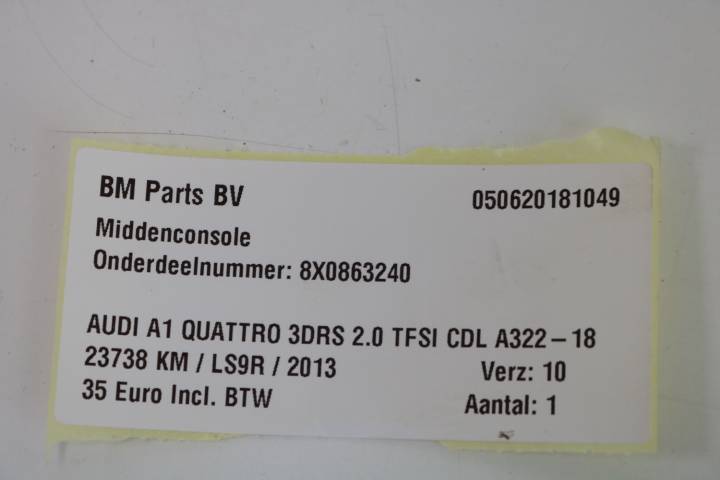 BM Parts BV 050620181049
Middenconsole
Onderdeelnummer: 8X0863240
AUDI A1 QUATTRO 3DRS 2.0 TFSI CDL A322-18
23738 KM / LS9R / 2013 Verz: 10
35 Euro Incl. BTW Aantal: 1